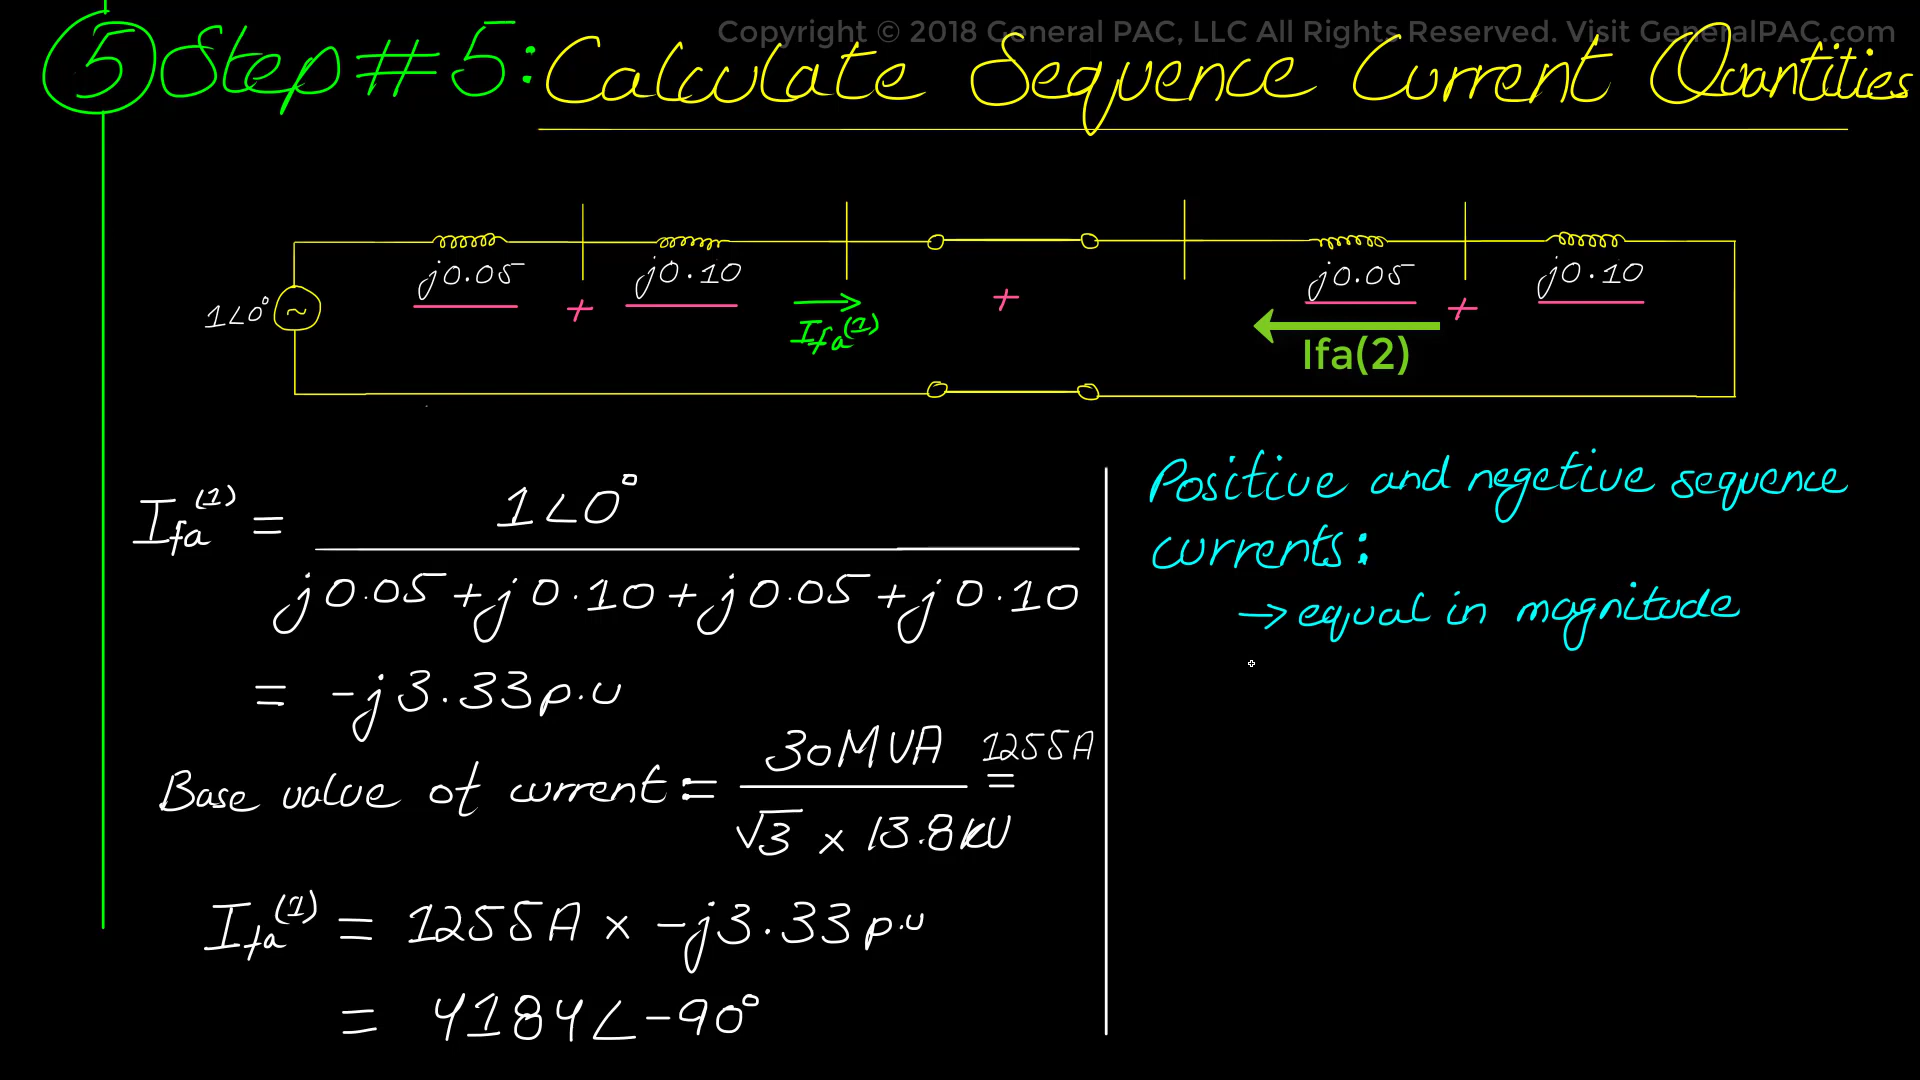 Copyright © 2018 General PAC, LLC All Rights Reserved. Visit GeneralPAC.com
5 Step # 5: Calculate Sequence Current Quantities
j0.05 j0.10 j0.05 j0.10
1∠0° ~ + + +
Ifa(1) Ifa(2)
Ifa(1) = 1∠0°
j0.05+j0.10+j0.05+j0.10
= -j3.33p.u
Base value of current: = 30MVA = 1255A
√3 x 13.8kV
Ifa(1) = 1255A x -j3.33p.u
= 4184∠-90°
Positive and negetive sequence
currents:
→ equal in magnitude